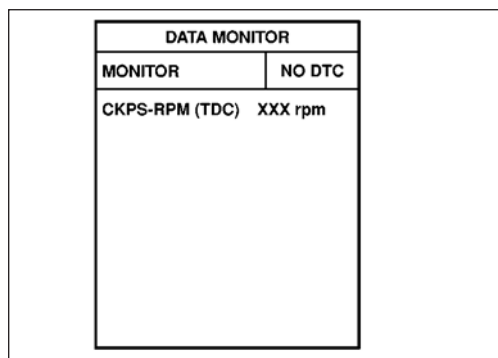 DATA MONITOR
MONITOR NO DTC
CKPS-RPM (TDC) XXX rpm